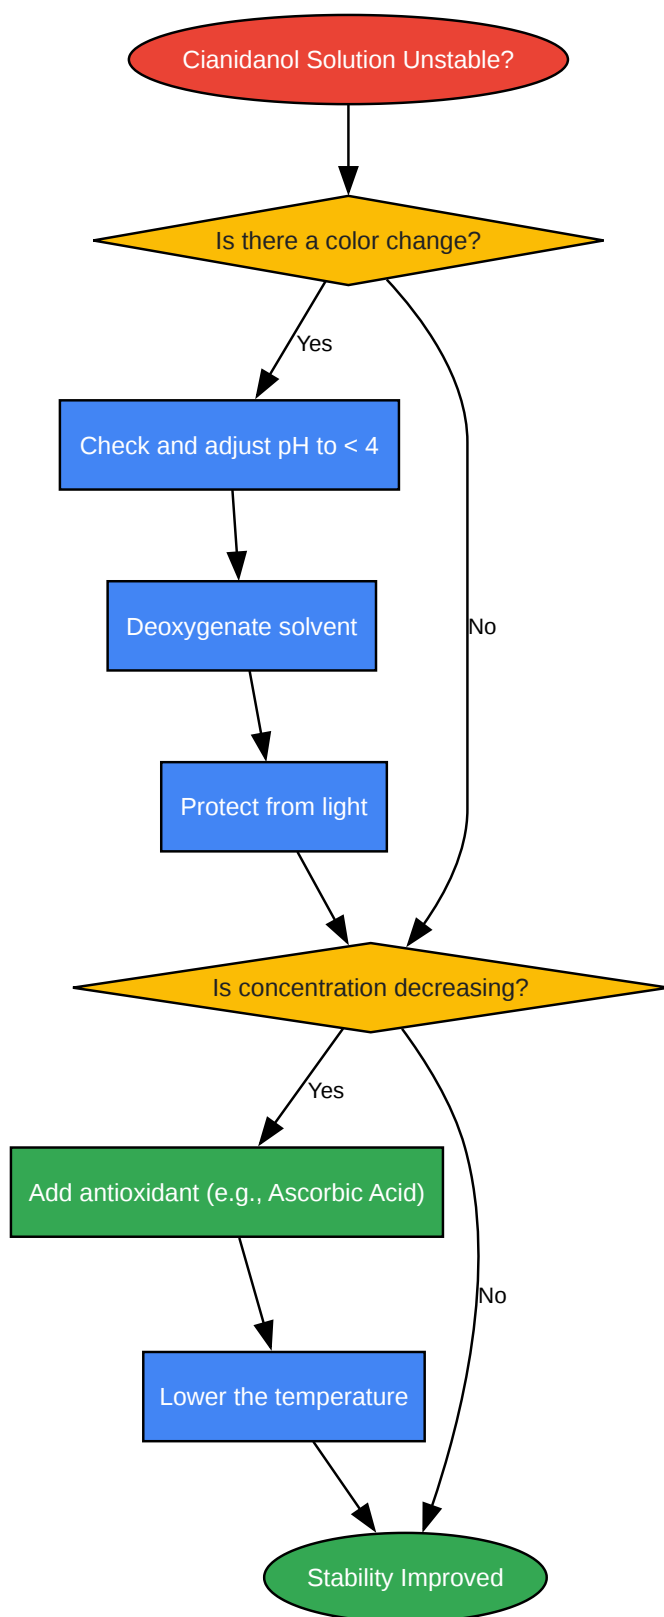 Cianidanol Solution Unstable?
Is there a color change?
Yes
Check and adjust pH to < 4
Deoxygenate solvent
No
Protect from light
Is concentration decreasing?
Yes
Add antioxidant (e.g., Ascorbic Acid)
No
Lower the temperature
Stability Improved